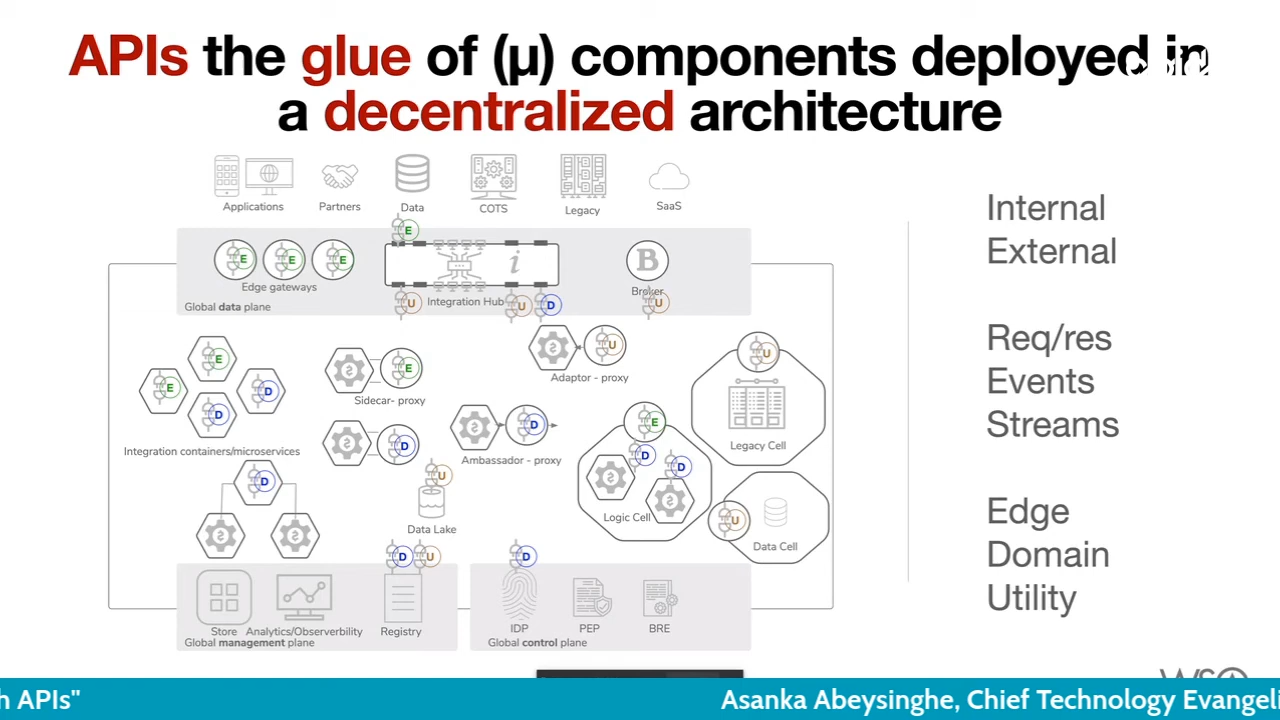 APIs the glue of (μ) components deployed in
a decentralized architecture
Applications
Partners
Data
COTS
Legacy
SaaS
E
E
E
E
i
B
Edge gateways
Integration Hub
Broker
Global data plane
U
U
D
U
E
E
D
D
Integration containers/microservices
E
Sidecar- proxy
D
U
Adaptor - proxy
D
Ambassador - proxy
U
Legacy Cell
E
D
D
Logic Cell
U
Data Cell
D
U
Data Lake
D
U
D
Store
Analytics/Observerbility
Registry
Global management plane
IDP
PEP
BRE
Global control plane
Internal
External
Req/res
Events
Streams
Edge
Domain
Utility
h APIs"
Asanka Abeysinghe, Chief Technology Evangeli